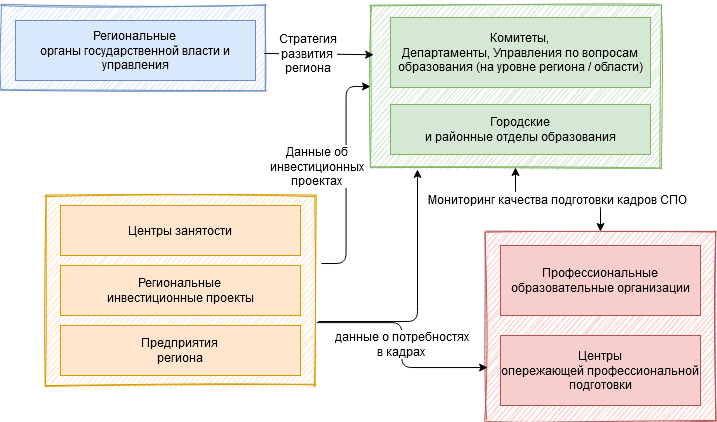 Региональные
органы государственной власти и
управления
Стратегия
развития
региона
Комитеты,
Департаменты, Управления по вопросам
образования (на уровне региона / области)
Городские
и районные отделы образования
Данные об
инвестиционных
проектах
Мониторинг качества подготовки кадров СПО
Центры занятости
Региональные
инвестиционные проекты
Предприятия
региона
данные о потребностях
в кадрах
Профессиональные
образовательные организации
Центры
опережающей профессиональной
подготовки